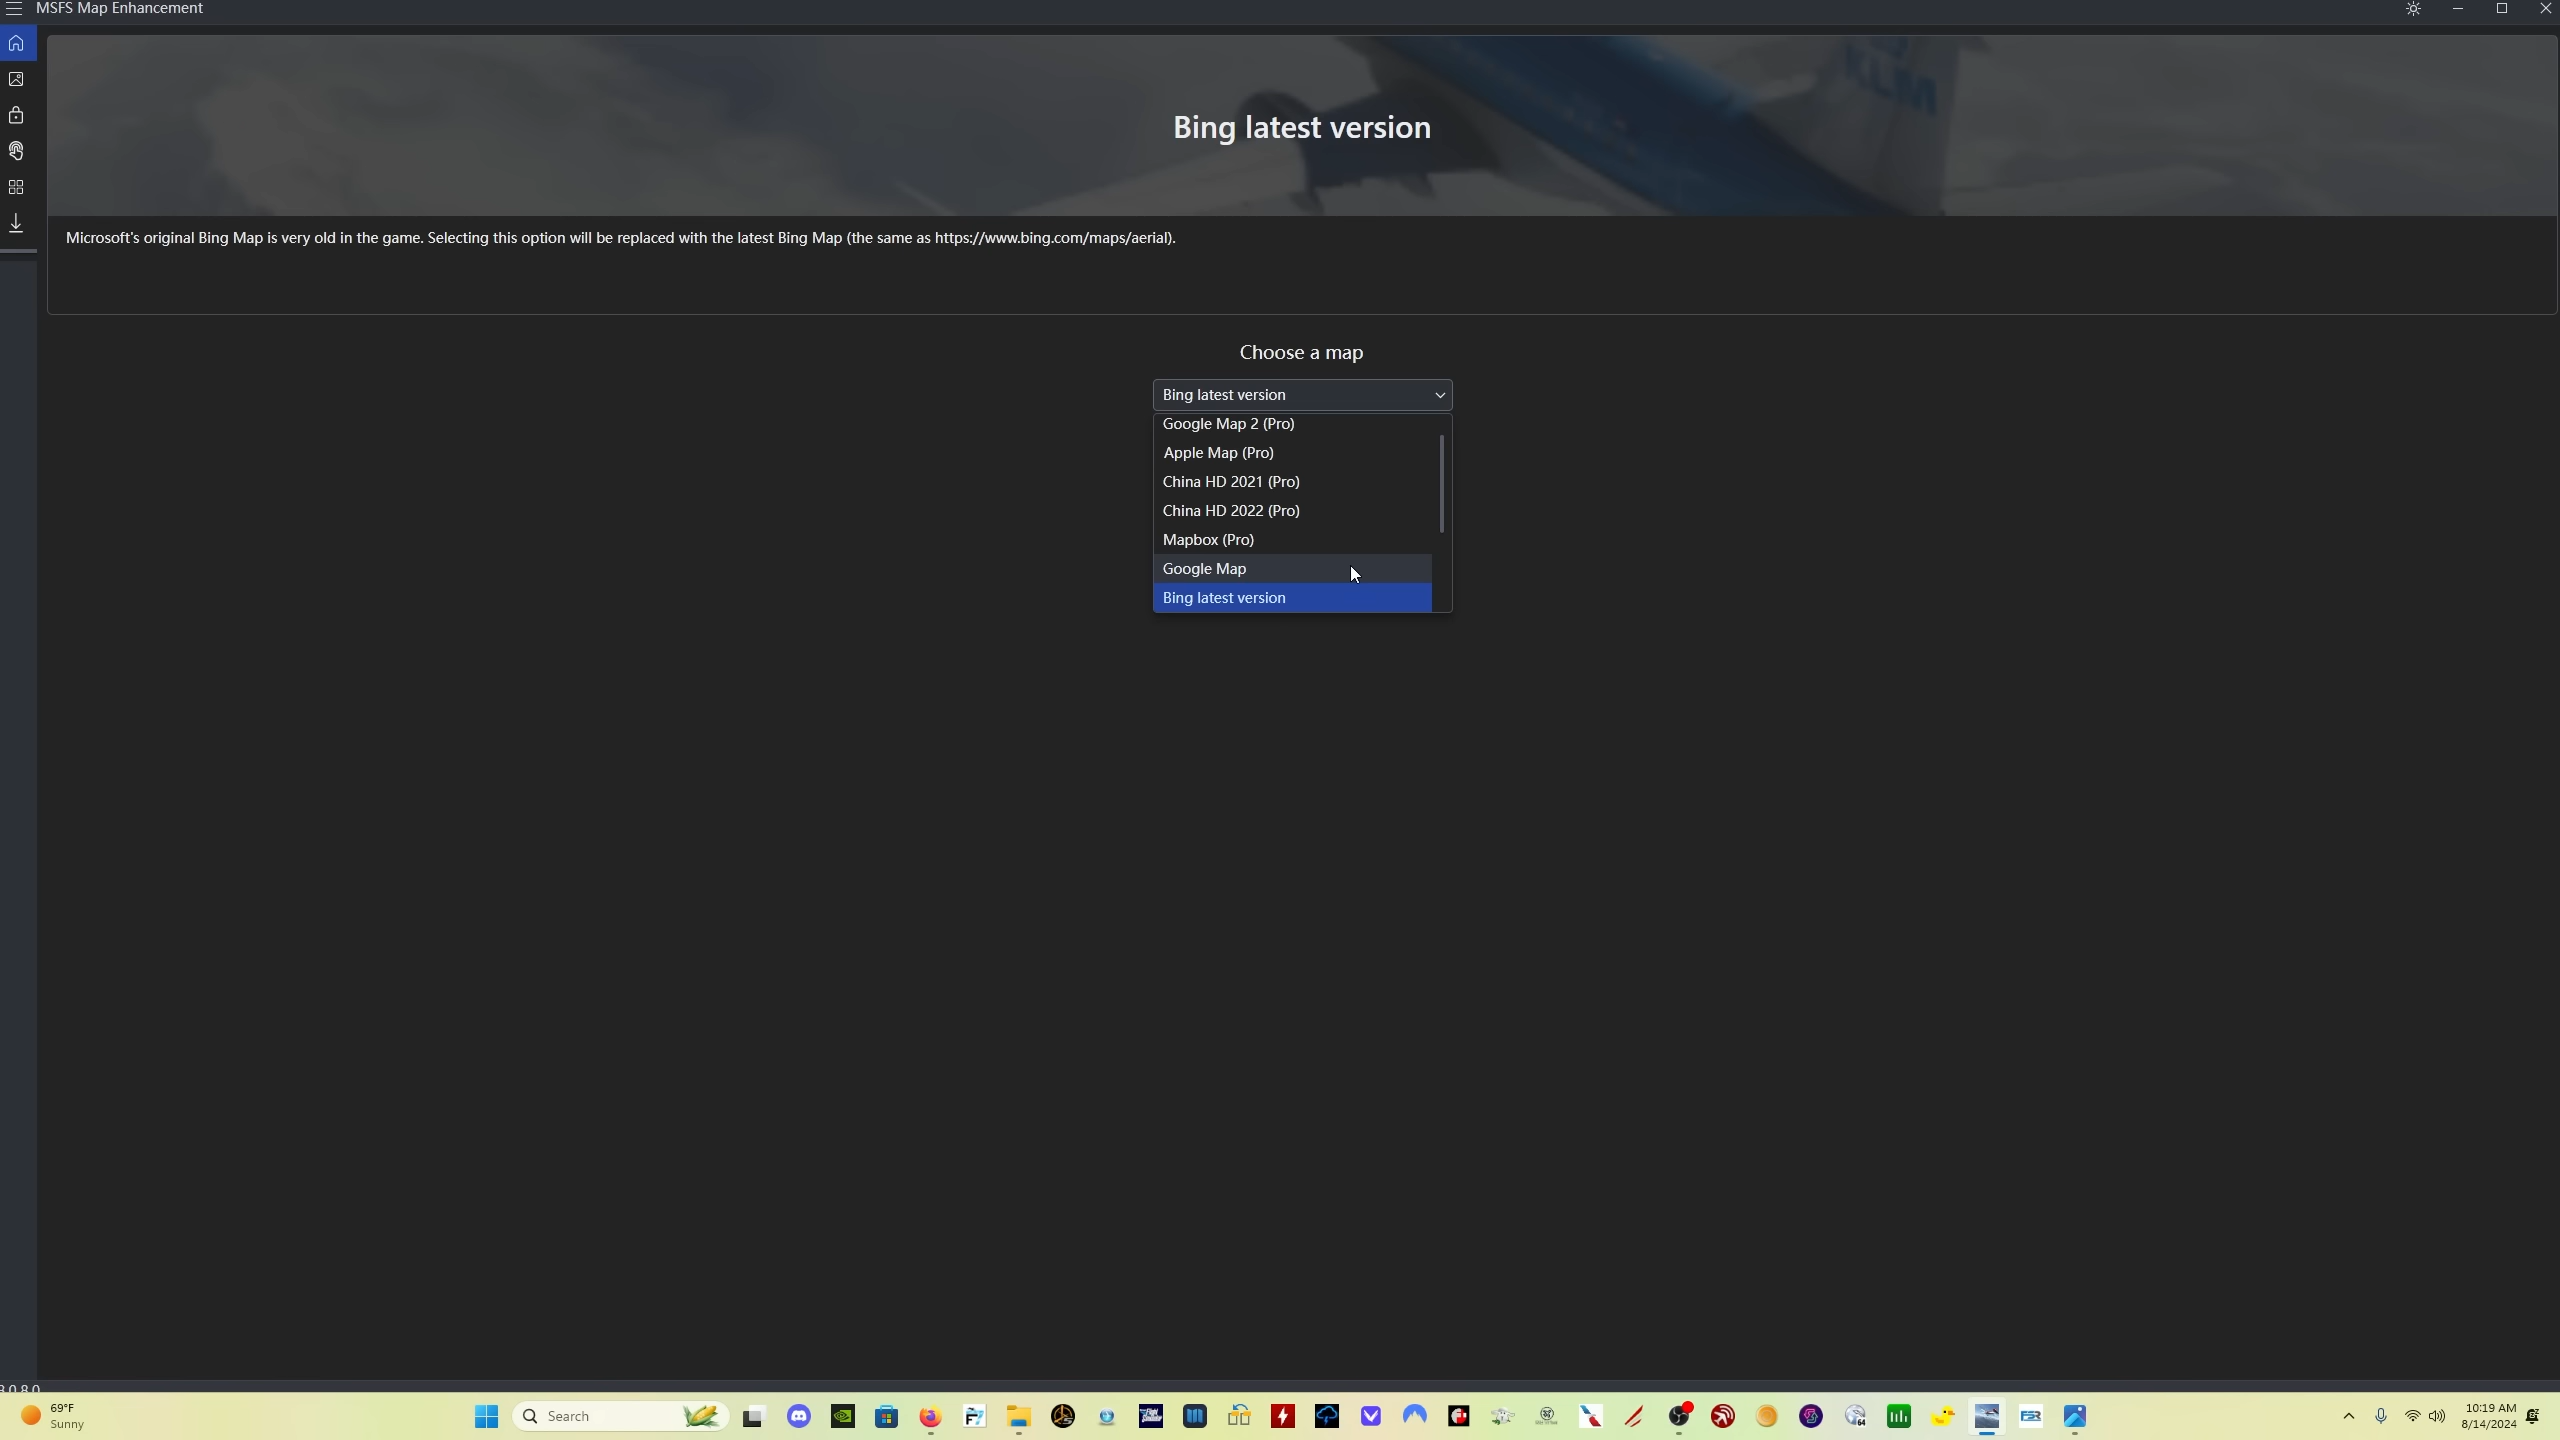 MSFS Map Enhancement
KLM
Bing latest version
Microsoft's original Bing Map is very old in the game. Selecting this option will be replaced with the latest Bing Map (the same as https://www.bing.com/maps/aerial).
Choose a map
Bing latest version
Google Map 2 (Pro)
Apple Map (Pro)
China HD 2021 (Pro)
China HD 2022 (Pro)
Mapbox (Pro)
Google Map
Bing latest version
69°F
Sunny
Search
FSR
64
10:19 AM
8/14/2024